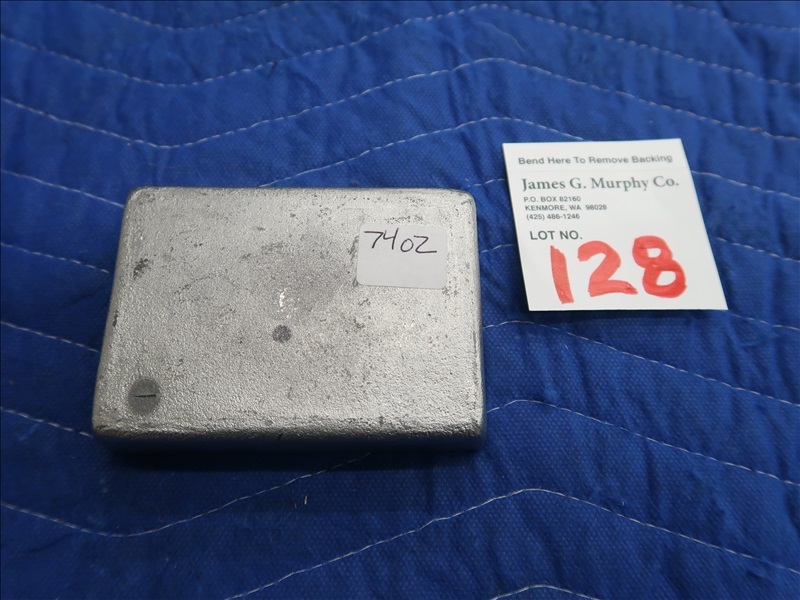 74oz
Bend Here To Remove Backing
James G. Murphy Co.
P.O. BOX 82160
KENMORE, WA 98028
(425) 486-1246
LOT NO.
128